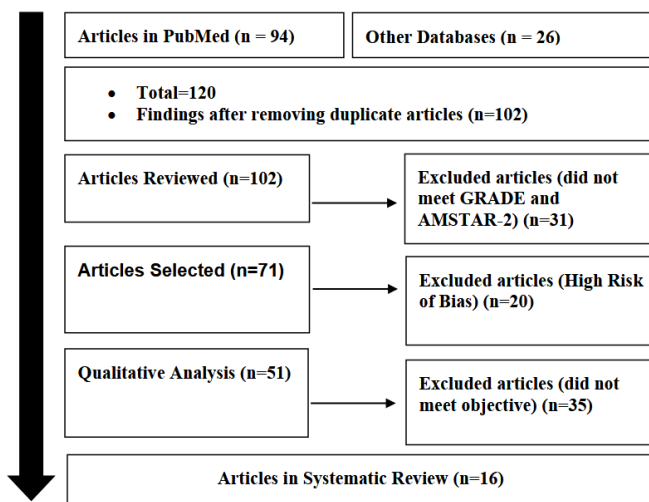 Articles in PubMed (n = 94)
Other Databases (n = 26)
• Total=120
• Findings after removing duplicate articles (n=102)
Articles Reviewed (n=102)
Excluded articles (did not
meet GRADE and
AMSTAR-2) (n=31)
Articles Selected (n=71)
Excluded articles (High Risk
of Bias) (n=20)
Qualitative Analysis (n=51)
Excluded articles (did not
meet objective) (n=35)
Articles in Systematic Review (n=16)